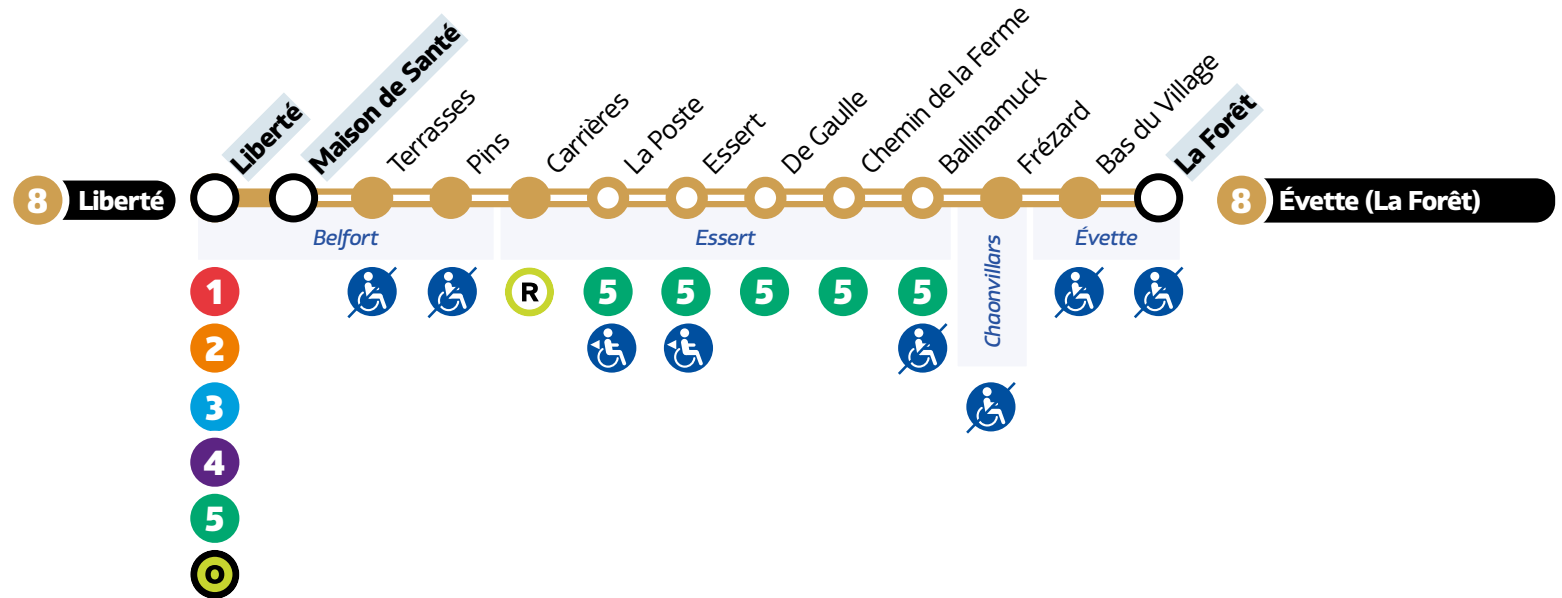 8 Liberté
Liberté
Maison de Santé
Terrasses
Pins
Carrières
La Poste
Essert
De Gaulle
Chemin de la Ferme
Ballinamuck
Frézard
Bas du Village
La Forêt
8 Évette (La Forêt)
Belfort
Essert
Chaonvillars
Évette
1
R
5
5
5
5
5
2
3
4
5
O